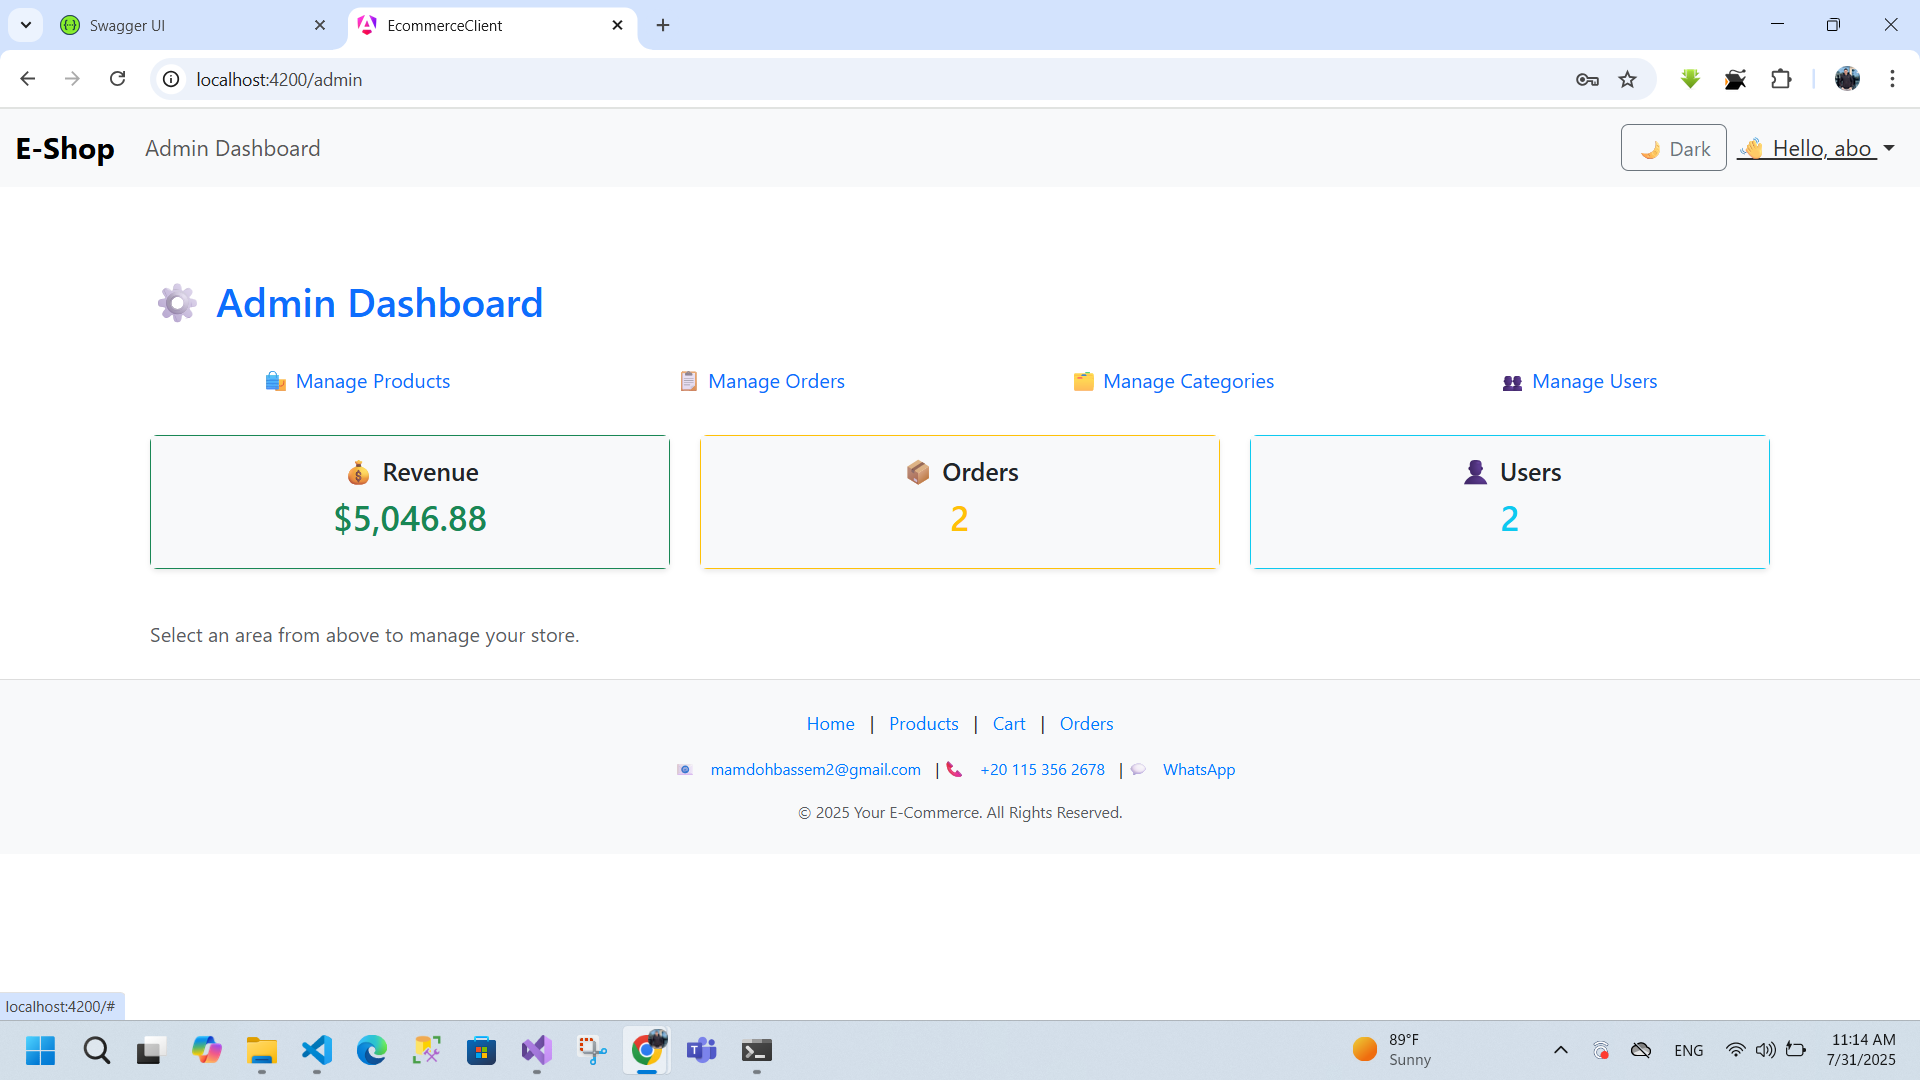 Swagger UI
EcommerceClient
localhost:4200/admin
E-Shop Admin Dashboard
🌙 Dark 👋 Hello, abo
⚙️ Admin Dashboard
🛍️ Manage Products 📋 Manage Orders 🗂️ Manage Categories 👥 Manage Users
💰 Revenue
$5,046.88
📦 Orders
2
👤 Users
2
Select an area from above to manage your store.
Home | Products | Cart | Orders
📧 mamdohbassem2@gmail.com | 📞 +20 115 356 2678 | 💬 WhatsApp
© 2025 Your E-Commerce. All Rights Reserved.
localhost:4200/#
89°F
Sunny
ENG
11:14 AM
7/31/2025